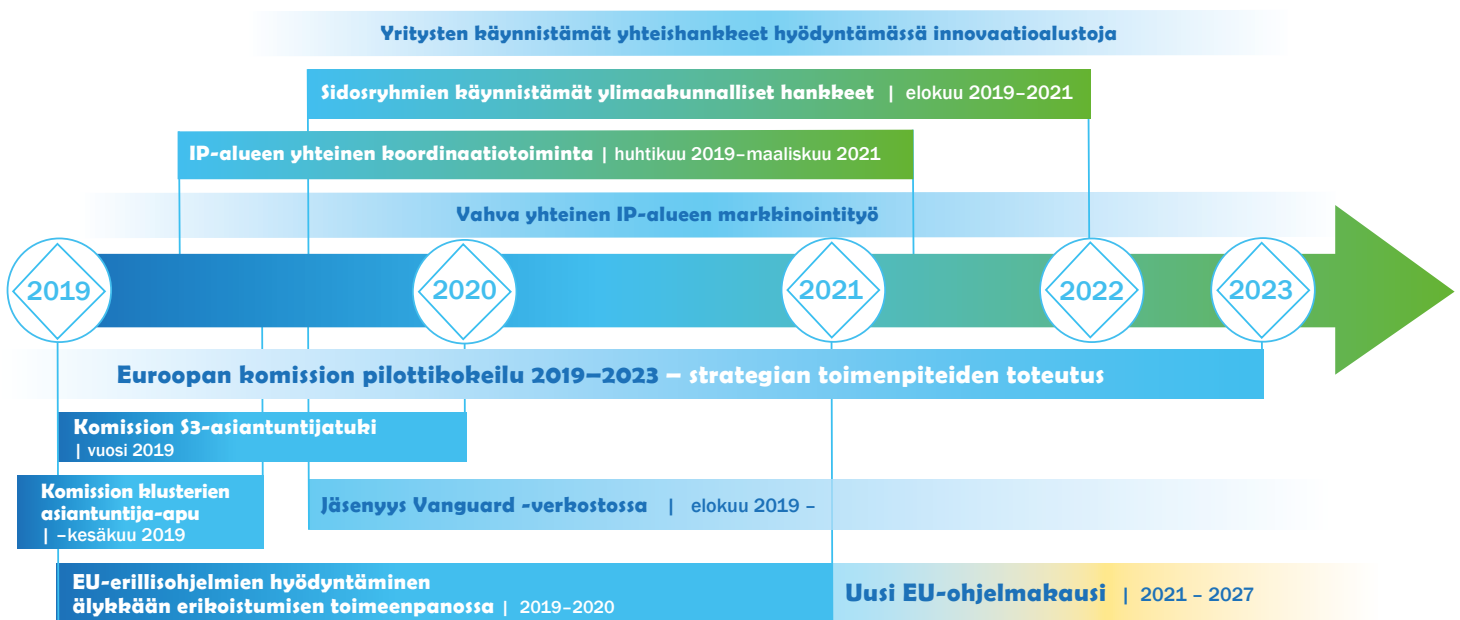 Yritysten käynnistämät yhteishankkeet hyödyntämässä innovaatioalustoja
Sidosryhmien käynnistämät ylimaakunnalliset hankkeet | elokuu 2019–2021
IP-alueen yhteinen koordinaatiotoiminta | huhtikuu 2019–maaliskuu 2021
Vahva yhteinen IP-alueen markkinointityö
2019
2020
2021
2022
2023
Euroopan komission pilottikokeilu 2019–2023 – strategian toimenpiteiden toteutus
Komission S3-asiantuntijatuki
| vuosi 2019
Komission klusterien
asiantuntija-apu
| –kesäkuu 2019
Jäsenyys Vanguard -verkostossa | elokuu 2019 –
EU-erillisohjelmien hyödyntäminen
älykkään erikoistumisen toimeenpanossa | 2019–2020
Uusi EU-ohjelmakausi | 2021 – 2027